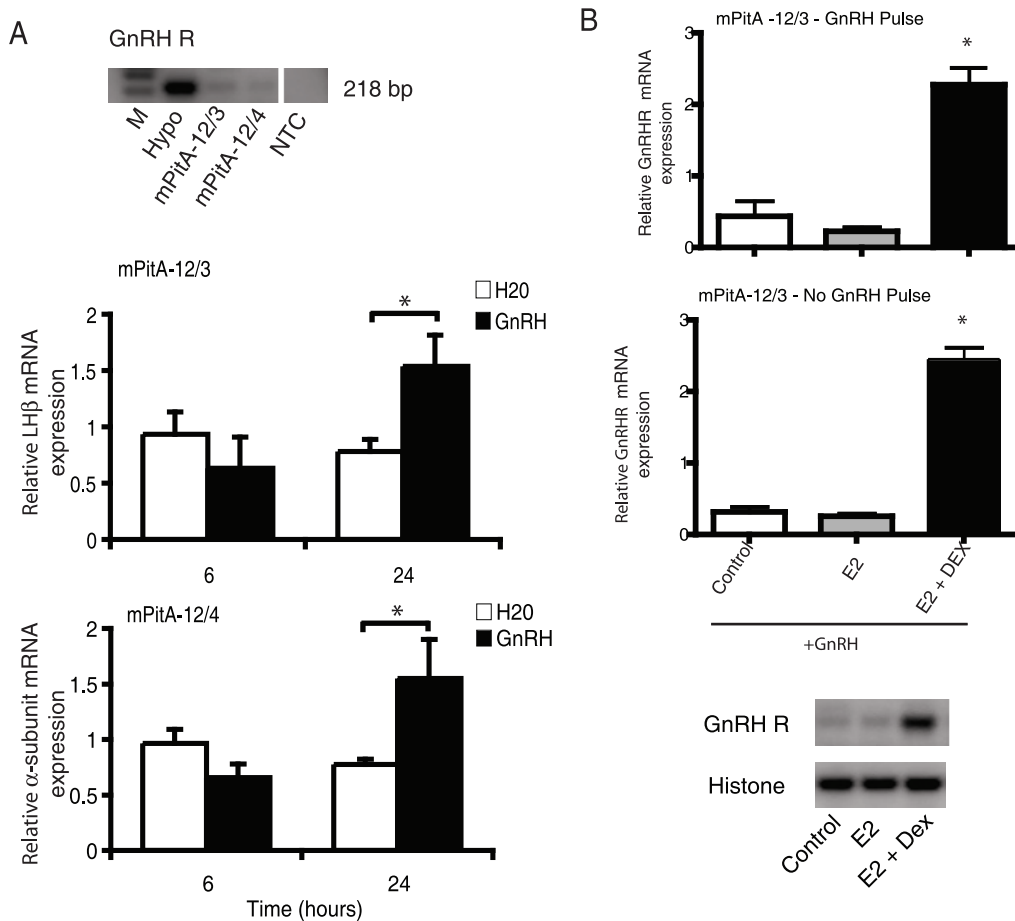 A
GnRH R
218 bp
M
Hypo
mPitA-12/3
mPitA-12/4
NTC
mPitA-12/3
H20
GnRH
*
Relative LHβ mRNA
expression
2
1.5
1
0.5
0
6
24
mPitA-12/4
H20
GnRH
*
Relative α-subunit mRNA
expression
2
1.5
1
0.5
0
6
24
Time (hours)
B
mPitA -12/3 - GnRH Pulse
*
Relative GnRHR mRNA
expression
3
2
1
0
mPitA-12/3 - No GnRH Pulse
*
Relative GnRHR mRNA
expression
3
2
1
0
Control
E2
E2 + DEX
+GnRH
GnRH R
Histone
Control
E2
E2 + Dex